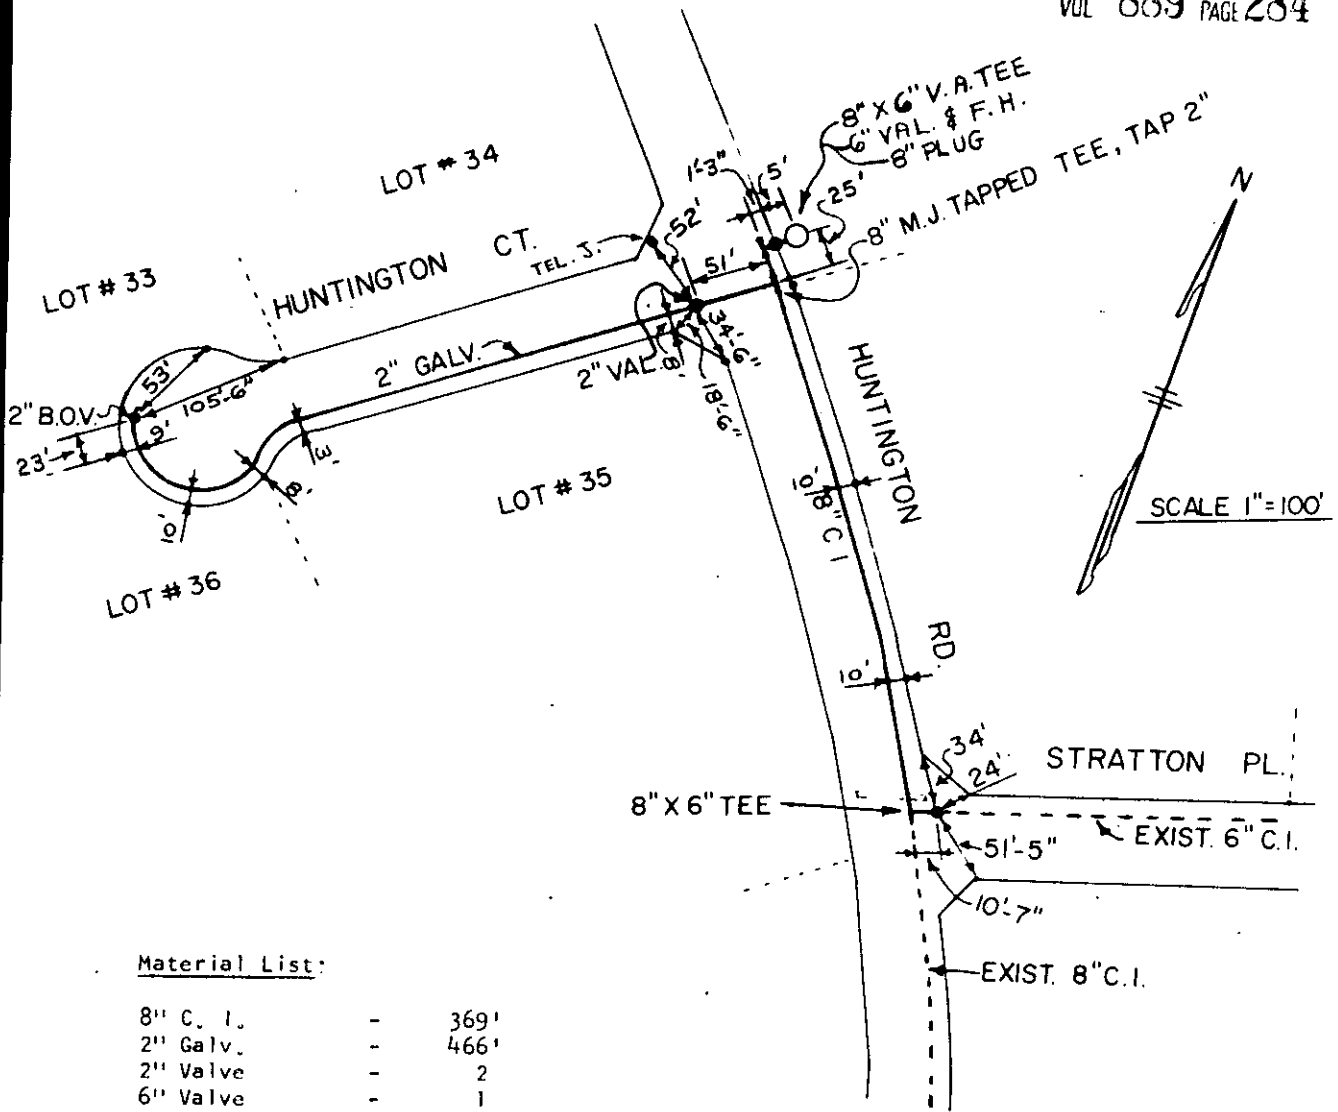 VOL 889 PAGE 284
8" X 6" V.A. TEE
6" VAL. & F.H.
8" PLUG
8" M.J. TAPPED TEE, TAP 2"
1'-3"
5'
25'
N
LOT # 34
52'
51'
HUNTINGTON CT.
TEL. J.
LOT # 33
34'-6"
2" GALV.
2" VAL.
8'
18'-6"
53'
105'-6"
2" B.O.V.
9'
23'
3'
8'
10'
LOT # 35
LOT # 36
HUNTINGTON RD.
10'
8" C I
SCALE 1"=100'
10'
34'
24'
STRATTON PL.
8" X 6" TEE
EXIST. 6" C.I.
51'-5"
10'-7"
EXIST. 8" C.I.
Material List:
8" C. I. - 369'
2" Galv. - 466'
2" Valve - 2
6" Valve - 1